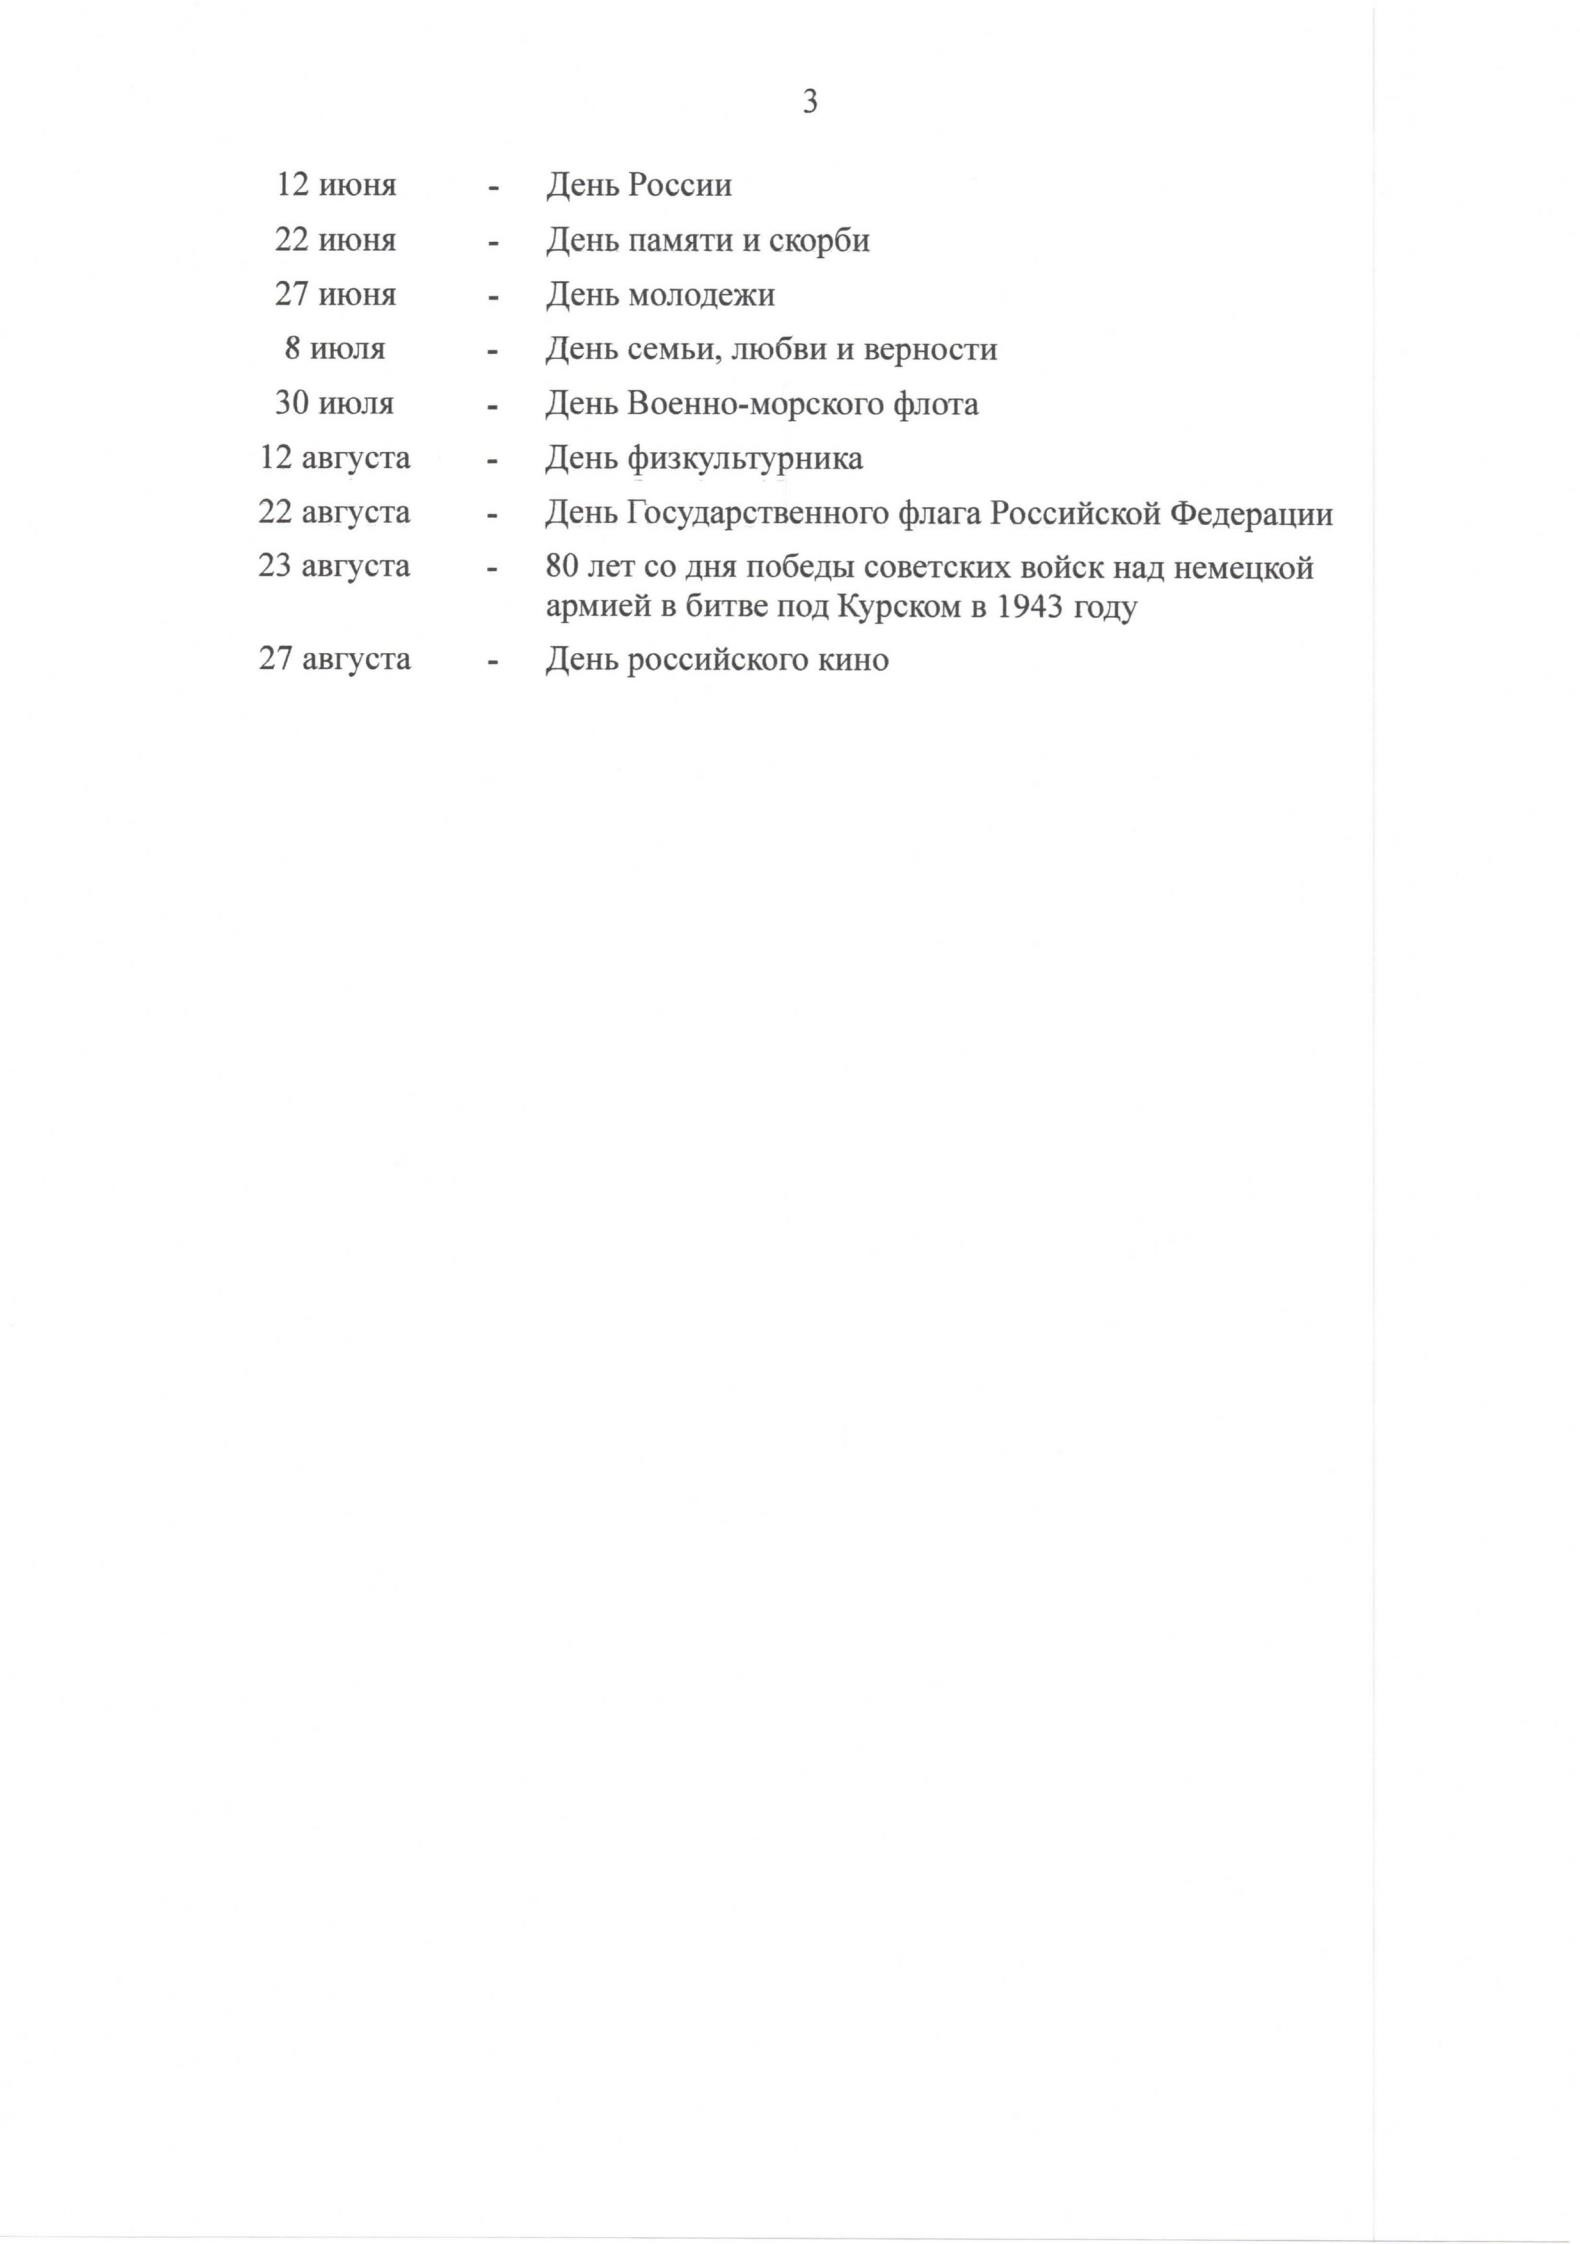 3
12 июня - День России
22 июня - День памяти и скорби
27 июня - День молодежи
8 июля - День семьи, любви и верности
30 июля - День Военно-морского флота
12 августа - День физкультурника
22 августа - День Государственного флага Российской Федерации
23 августа - 80 лет со дня победы советских войск над немецкой
армией в битве под Курском в 1943 году
27 августа - День российского кино